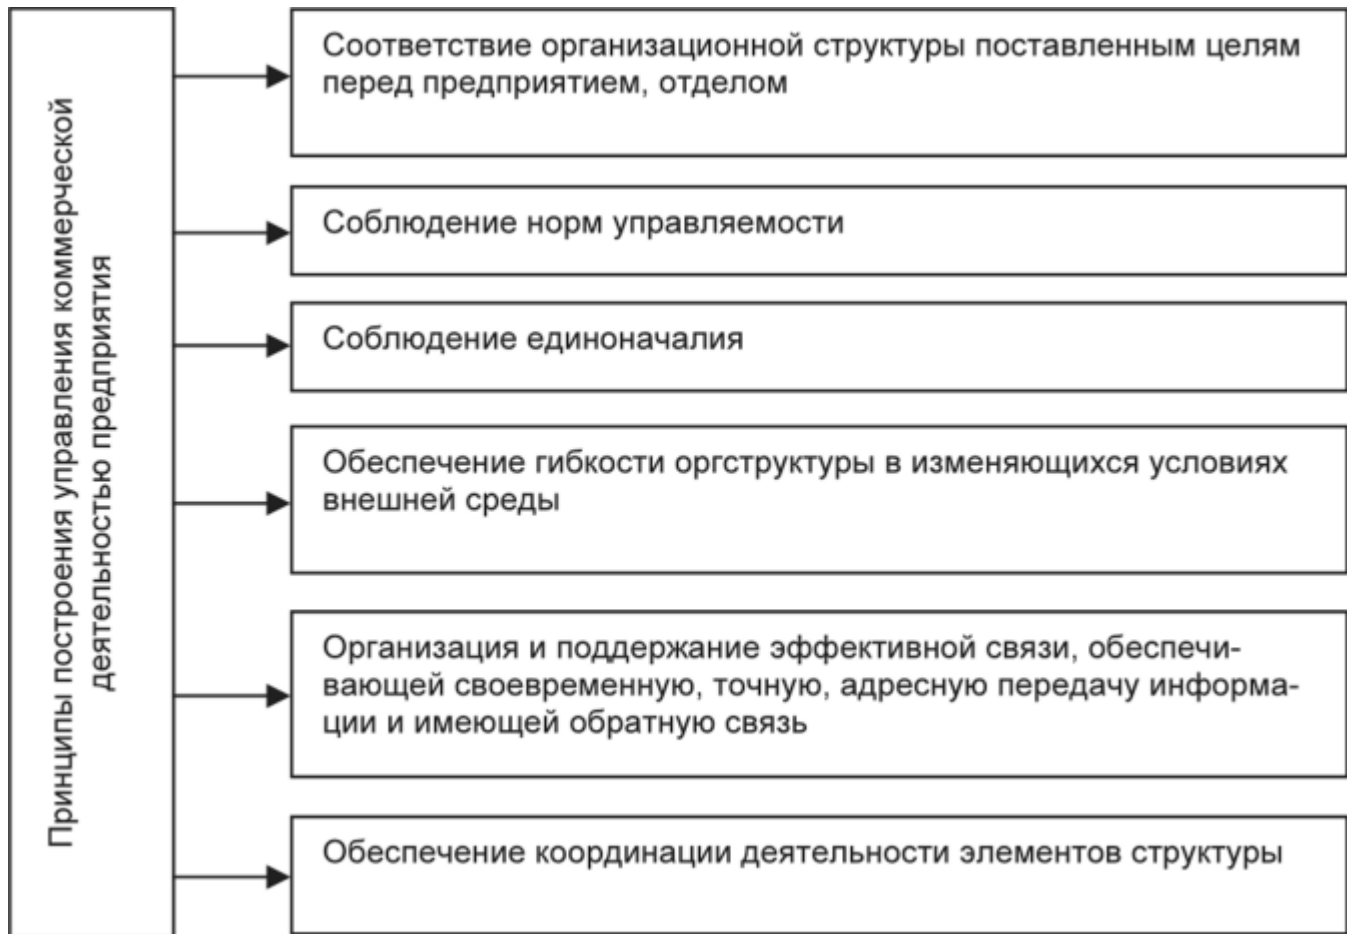 Принципы построения управления коммерческой
деятельностью предприятия
Соответствие организационной структуры поставленным целям
перед предприятием, отделом
Соблюдение норм управляемости
Соблюдение единоначалия
Обеспечение гибкости оргструктуры в изменяющихся условиях
внешней среды
Организация и поддержание эффективной связи, обеспечи-
вающей своевременную, точную, адресную передачу информа-
ции и имеющей обратную связь
Обеспечение координации деятельности элементов структуры